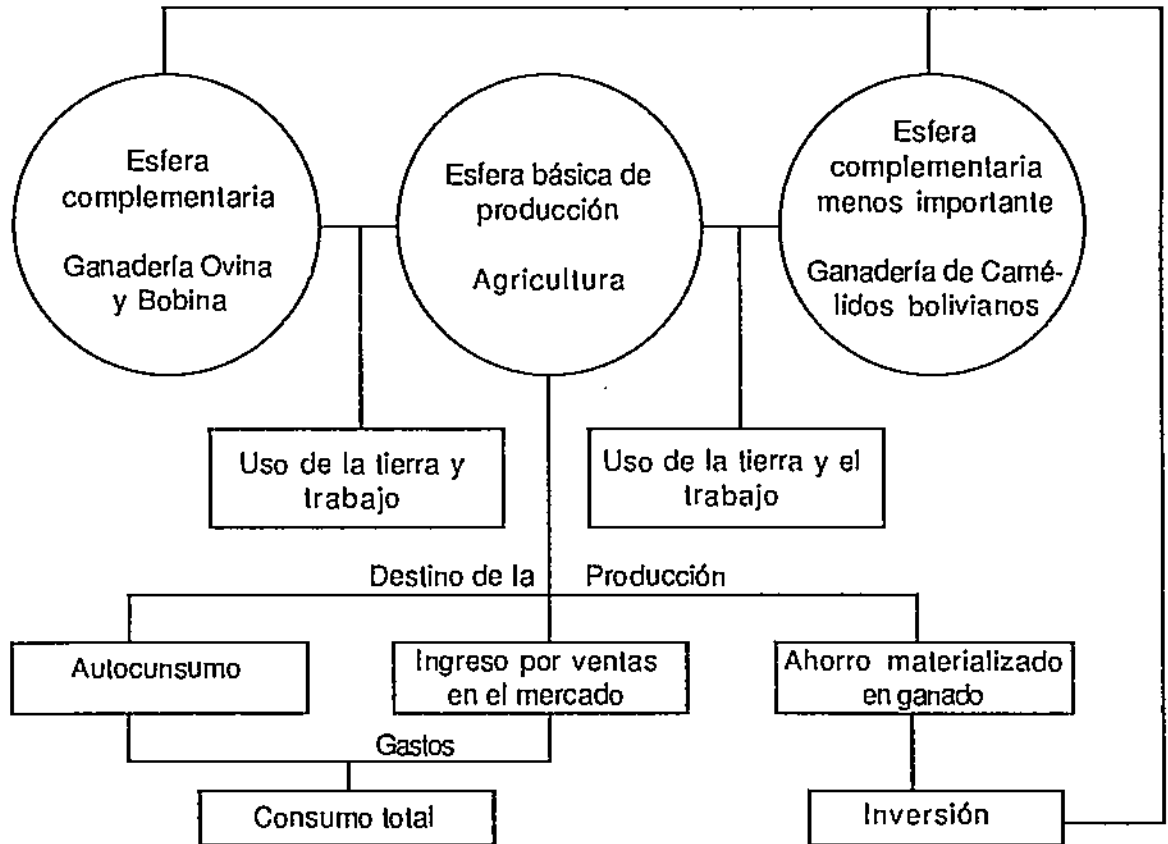 Esfera
complementaria
Ganadería Ovina
y Bobina
Esfera básica de
producción
Agricultura
Esfera
complementaria
menos importante
Ganadería de Camé-
lidos bolivianos
Uso de la tierra y
trabajo
Uso de la tierra y el
trabajo
Destino de la Producción
Autocunsumo
Ingreso por ventas
en el mercado
Ahorro materializado
en ganado
Gastos
Consumo total
Inversión